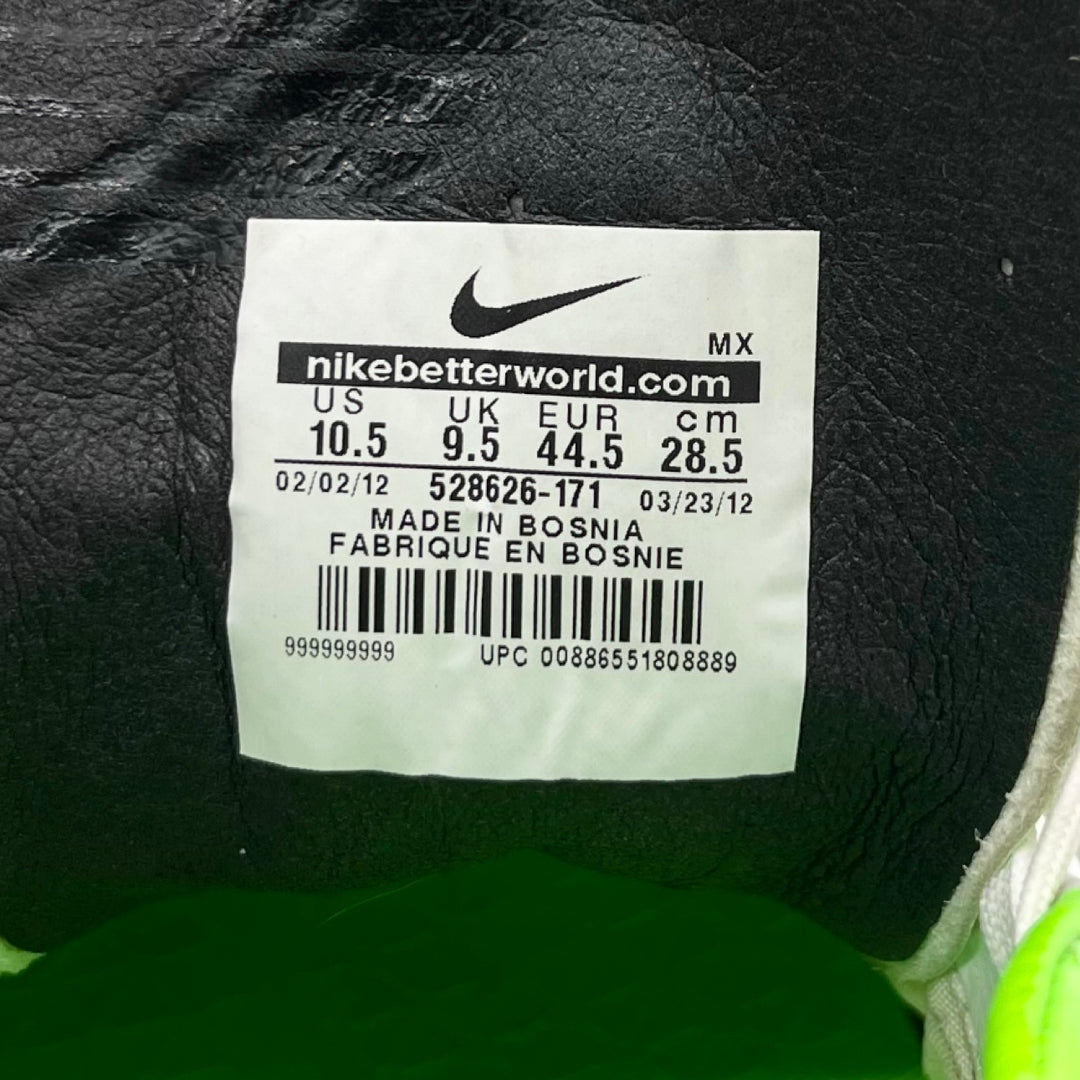 MX
nikebetterworld.com
US UK EUR cm
10.5 9.5 44.5 28.5
02/02/12 528626-171 03/23/12
MADE IN BOSNIA
FABRIQUE EN BOSNIE
999999999 UPC 00886551808889